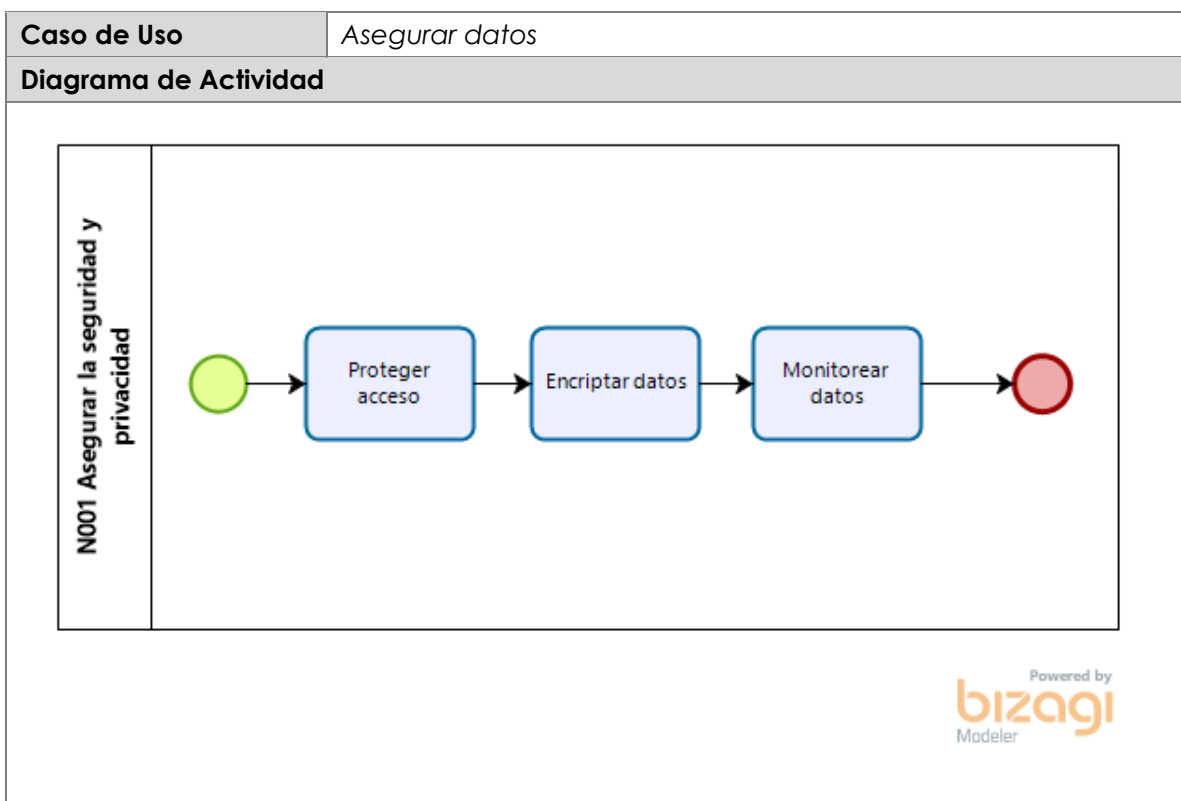 Caso de Uso
Asegurar datos
Diagrama de Actividad
N001 Asegurar la seguridad y
privacidad
Proteger
acceso
Encriptar datos
Monitorear
datos
Powered by
bizagi
Modeler